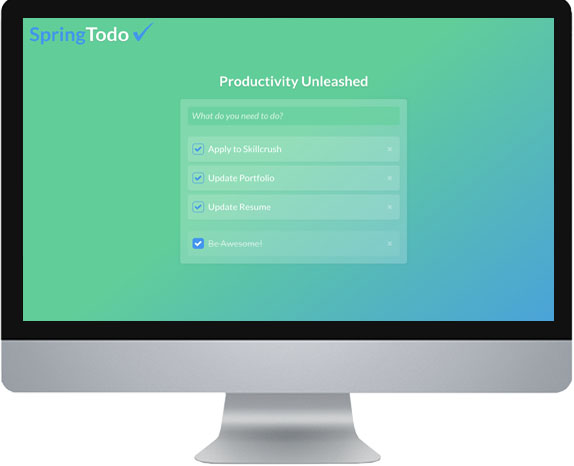 SpringTodo
Productivity Unleashed
What do you need to do?
Apply to Skillcrush
Update Portfolio
Update Resume
Be Awesome!